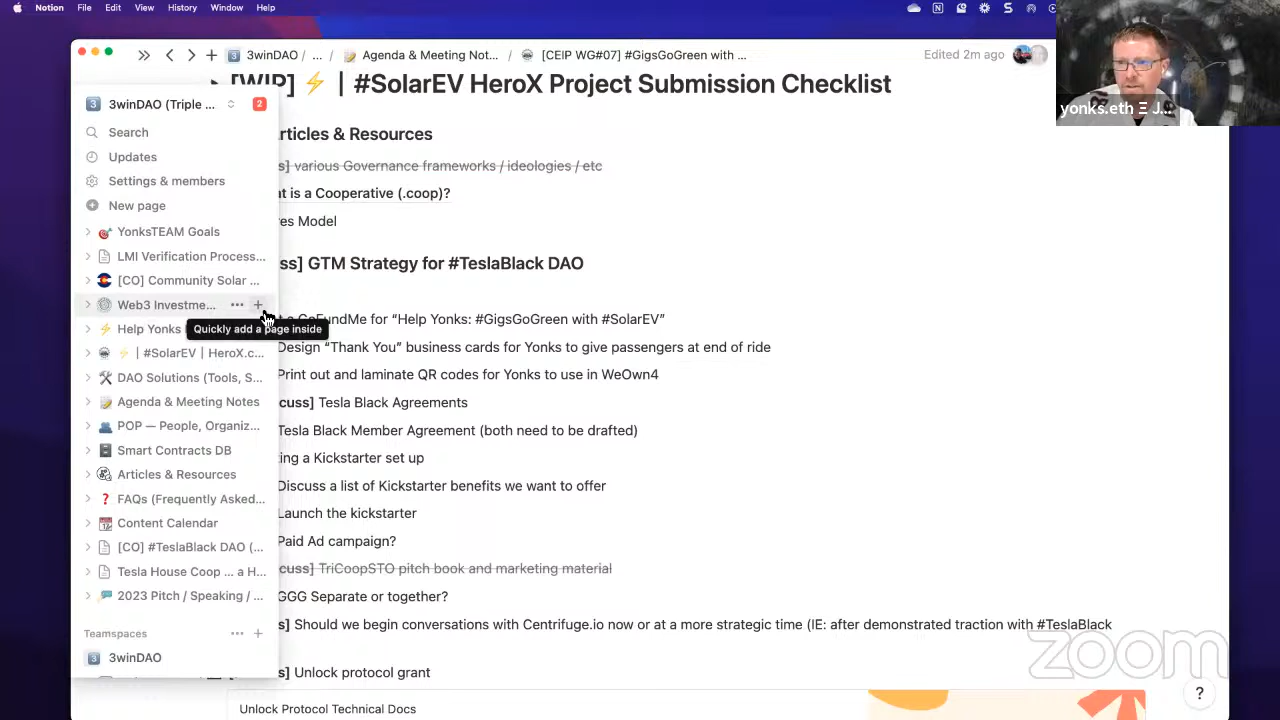 Notion File Edit View History Window Help
3winDAO / ... / Agenda & Meeting Not... / [CEIP WG#07] #GigsGoGreen with ...
Edited 2m ago
yonks.eth Ξ J...
[WIP] ⚡ | #SolarEV HeroX Project Submission Checklist
3winDAO (Triple ... 2
Search
Updates
Settings & members
New page
YonksTEAM Goals
LMI Verification Process...
[CO] Community Solar ...
Web3 Investme...
Quickly add a page inside
Help Yonks
⚡ | #SolarEV | HeroX.c...
DAO Solutions (Tools, S...
Agenda & Meeting Notes
POP — People, Organiz...
Smart Contracts DB
Articles & Resources
FAQs (Frequently Asked...
Content Calendar
[CO] #TeslaBlack DAO (...
Tesla House Coop ... a H...
2023 Pitch / Speaking / ...
Teamspaces
3winDAO
rticles & Resources
s] various Governance frameworks / ideologies / etc
at is a Cooperative (.coop)?
res Model
ss] GTM Strategy for #TeslaBlack DAO
t a GoFundMe for “Help Yonks: #GigsGoGreen with #SolarEV”
Design “Thank You” business cards for Yonks to give passengers at end of ride
Print out and laminate QR codes for Yonks to use in WeOwn4
cuss] Tesla Black Agreements
Tesla Black Member Agreement (both need to be drafted)
ing a Kickstarter set up
Discuss a list of Kickstarter benefits we want to offer
Launch the kickstarter
Paid Ad campaign?
cuss] TriCoopSTO pitch book and marketing material
GGG Separate or together?
s] Should we begin conversations with Centrifuge.io now or at a more strategic time (IE: after demonstrated traction with #TeslaBlack
s] Unlock protocol grant
Unlock Protocol Technical Docs
zoom
?